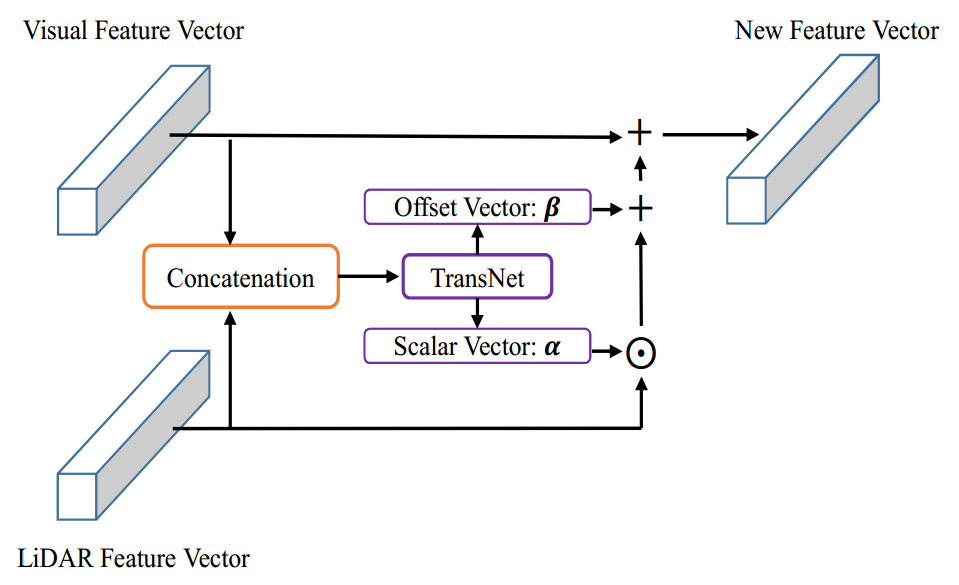 Visual Feature Vector
New Feature Vector
+
Offset Vector: β
+
Concatenation
TransNet
Scalar Vector: α
⊙
LiDAR Feature Vector